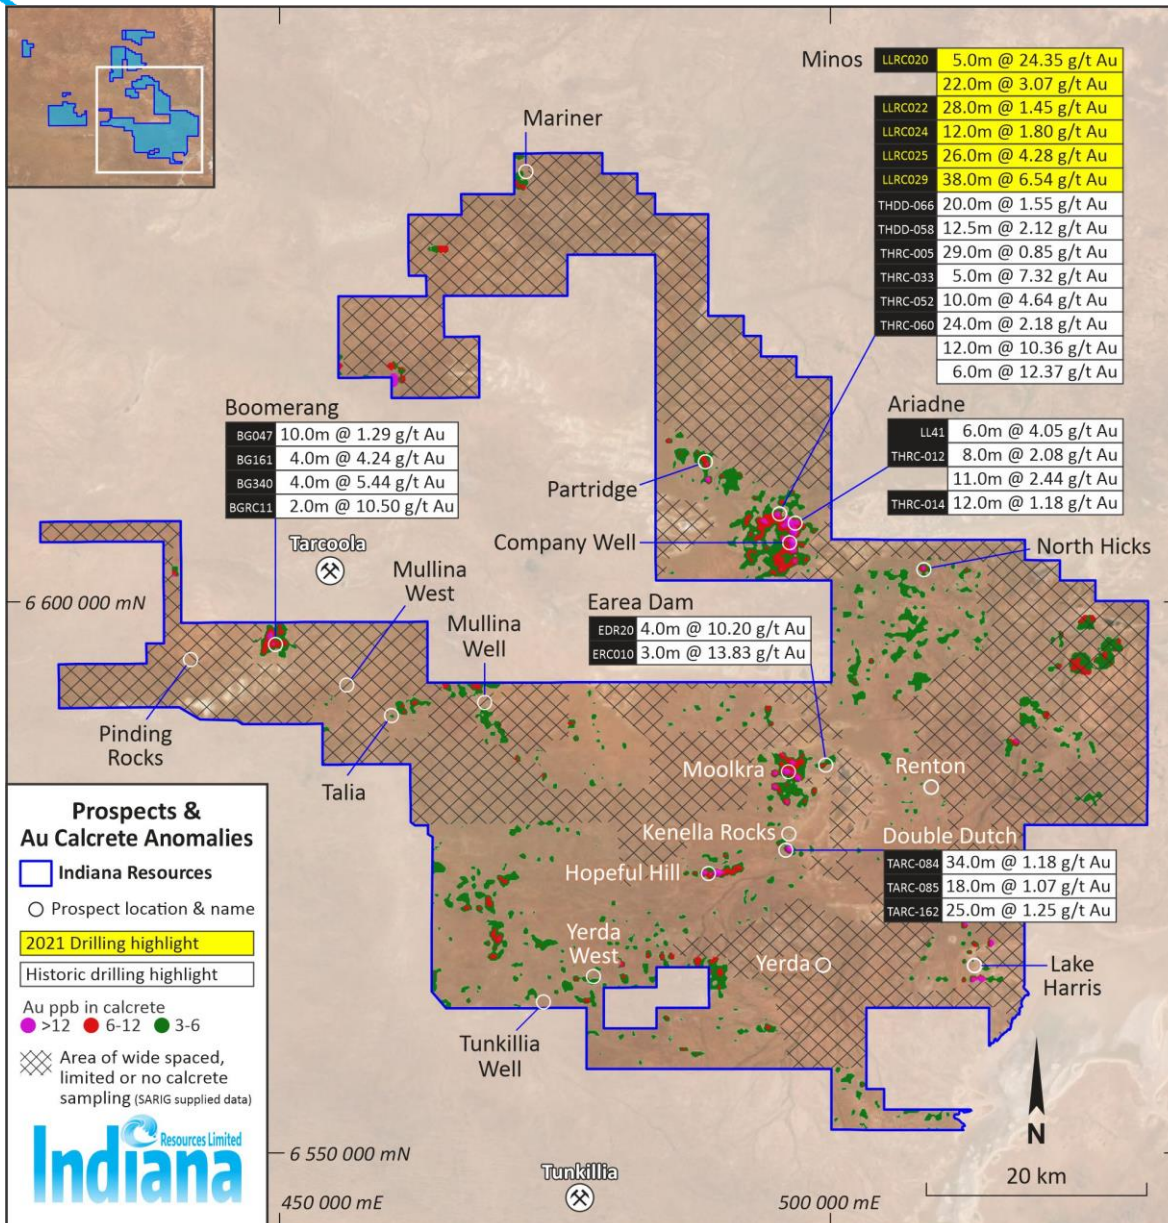 Mariner
Minos
LLRC020 5.0m @ 24.35 g/t Au
22.0m @ 3.07 g/t Au
LLRC022 28.0m @ 1.45 g/t Au
LLRC024 12.0m @ 1.80 g/t Au
LLRC025 26.0m @ 4.28 g/t Au
LLRC029 38.0m @ 6.54 g/t Au
THDD-066 20.0m @ 1.55 g/t Au
THDD-058 12.5m @ 2.12 g/t Au
THRC-005 29.0m @ 0.85 g/t Au
THRC-033 5.0m @ 7.32 g/t Au
THRC-052 10.0m @ 4.64 g/t Au
THRC-060 24.0m @ 2.18 g/t Au
12.0m @ 10.36 g/t Au
6.0m @ 12.37 g/t Au
Ariadne
LL41 6.0m @ 4.05 g/t Au
THRC-012 8.0m @ 2.08 g/t Au
11.0m @ 2.44 g/t Au
THRC-014 12.0m @ 1.18 g/t Au
Boomerang
BG047 10.0m @ 1.29 g/t Au
BG161 4.0m @ 4.24 g/t Au
BG340 4.0m @ 5.44 g/t Au
BGRC11 2.0m @ 10.50 g/t Au
Partridge
Company Well
North Hicks
Tarcoola
Mullina
West
Mullina
Well
6 600 000 mN
Earea Dam
EDR20 4.0m @ 10.20 g/t Au
ERC010 3.0m @ 13.83 g/t Au
Pinding
Rocks
Talia
Moolkra
Renton
Kenella Rocks
Double Dutch
TARC-084 34.0m @ 1.18 g/t Au
TARC-085 18.0m @ 1.07 g/t Au
TARC-162 25.0m @ 1.25 g/t Au
Hopeful Hill
Yerda
West
Yerda
Lake
Harris
Tunkillia
Well
Prospects &
Au Calcrete Anomalies
Indiana Resources
Prospect location & name
2021 Drilling highlight
Historic drilling highlight
Au ppb in calcrete
>12 6-12 3-6
Area of wide spaced,
limited or no calcrete
sampling (SARIG supplied data)
Resources Limited
Indiana
6 550 000 mN
Tunkillia
450 000 mE
500 000 mE
N
20 km